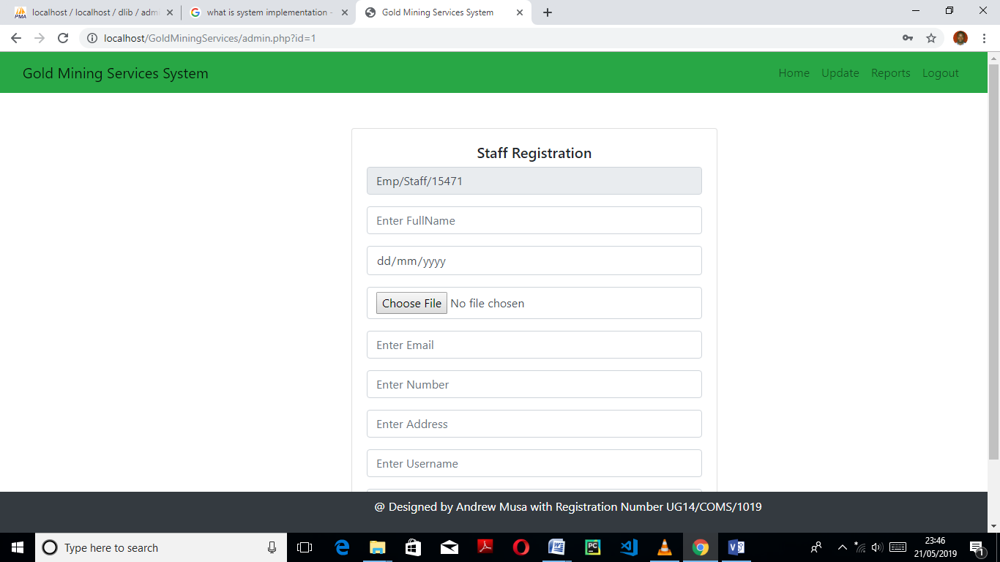 localhost / localhost / dlib / admi
what is system implementation -
Gold Mining Services System
localhost/GoldMiningServices/admin.php?id=1
Gold Mining Services System
Home Update Reports Logout
Staff Registration
Emp/Staff/15471
Enter FullName
dd/mm/yyyy
Choose File No file chosen
Enter Email
Enter Number
Enter Address
Enter Username
@ Designed by Andrew Musa with Registration Number UG14/COMS/1019
Type here to search
23:46
21/05/2019
1